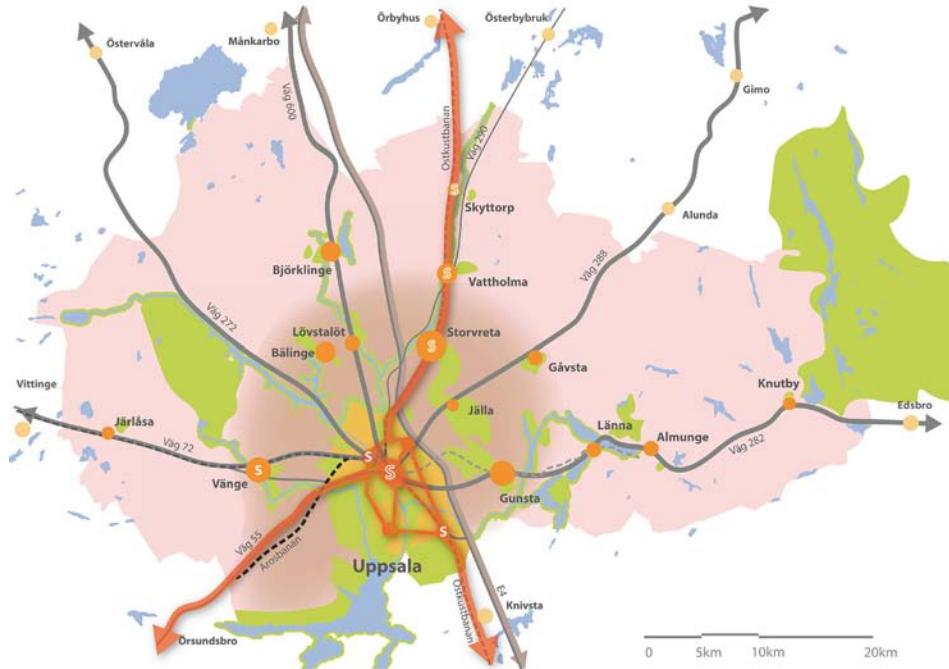 Örbyhus
Österbybruk
Månkarbo
Östervåla
Gimo
Väg 600
Ostkustbanan
Väg 290
S
Skyttorp
Alunda
Björklinge
S
Vattholma
Väg 288
Väg 272
Lövstalöt
Storvreta
S
Bälinge
Gåvsta
Vittinge
Knutby
Järlåsa
Jälla
Edsbro
Länna
Almunge
Väg 72
S
S
S
Väg 282
Vänge
Gunsta
S
Väg 55
Arosbanan
Uppsala
E4
Ostkustbanan
Knivsta
Örsundsbro
0 5km 10km 20km